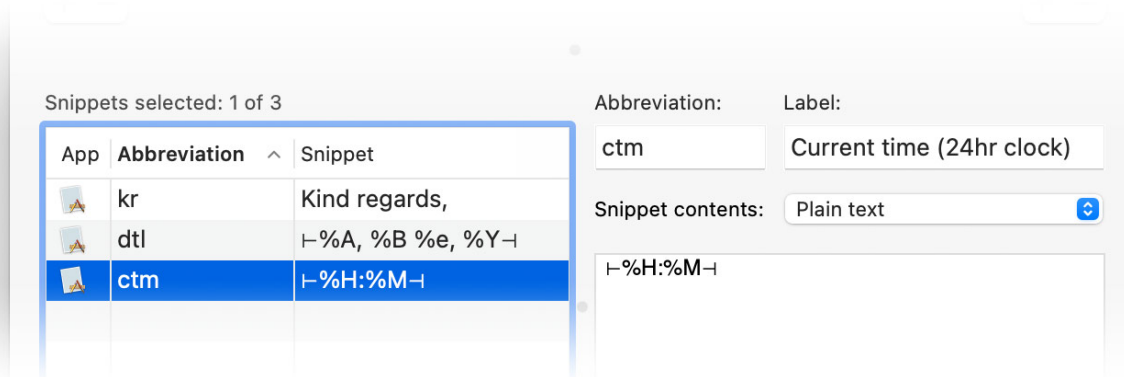 Snippets selected: 1 of 3
App Abbreviation Snippet
kr Kind regards,
dtl ⊢%A, %B %e, %Y⊣
ctm ⊢%H:%M⊣
Abbreviation: Label:
ctm Current time (24hr clock)
Snippet contents: Plain text
⊢%H:%M⊣